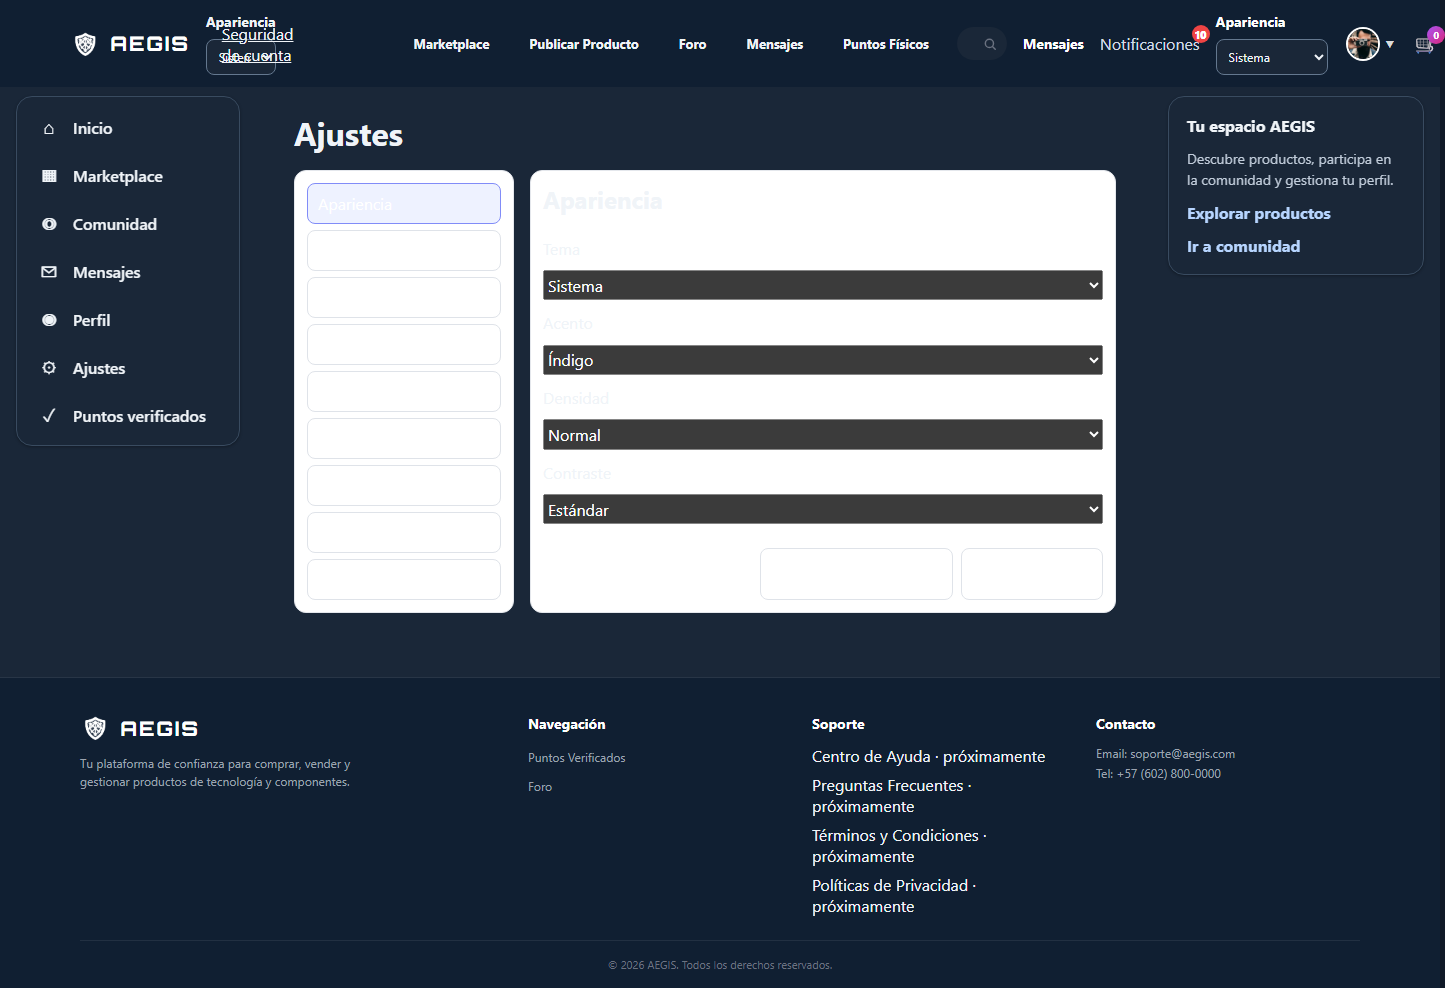 AEGIS
Apariencia
Seguridad
de cuenta
Marketplace
Publicar Producto
Foro
Mensajes
Puntos Físicos
Mensajes
Notificaciones
10
Apariencia
Sistema
0
Inicio
Marketplace
Comunidad
Mensajes
Perfil
Ajustes
Puntos verificados
Ajustes
Apariencia
Apariencia
Tema
Sistema
Acento
Índigo
Densidad
Normal
Contraste
Estándar
Tu espacio AEGIS
Descubre productos, participa en
la comunidad y gestiona tu perfil.
Explorar productos
Ir a comunidad
AEGIS
Tu plataforma de confianza para comprar, vender y
gestionar productos de tecnología y componentes.
Navegación
Puntos Verificados
Foro
Soporte
Centro de Ayuda · próximamente
Preguntas Frecuentes ·
próximamente
Términos y Condiciones ·
próximamente
Políticas de Privacidad ·
próximamente
Contacto
Email: soporte@aegis.com
Tel: +57 (602) 800-0000
© 2026 AEGIS. Todos los derechos reservados.